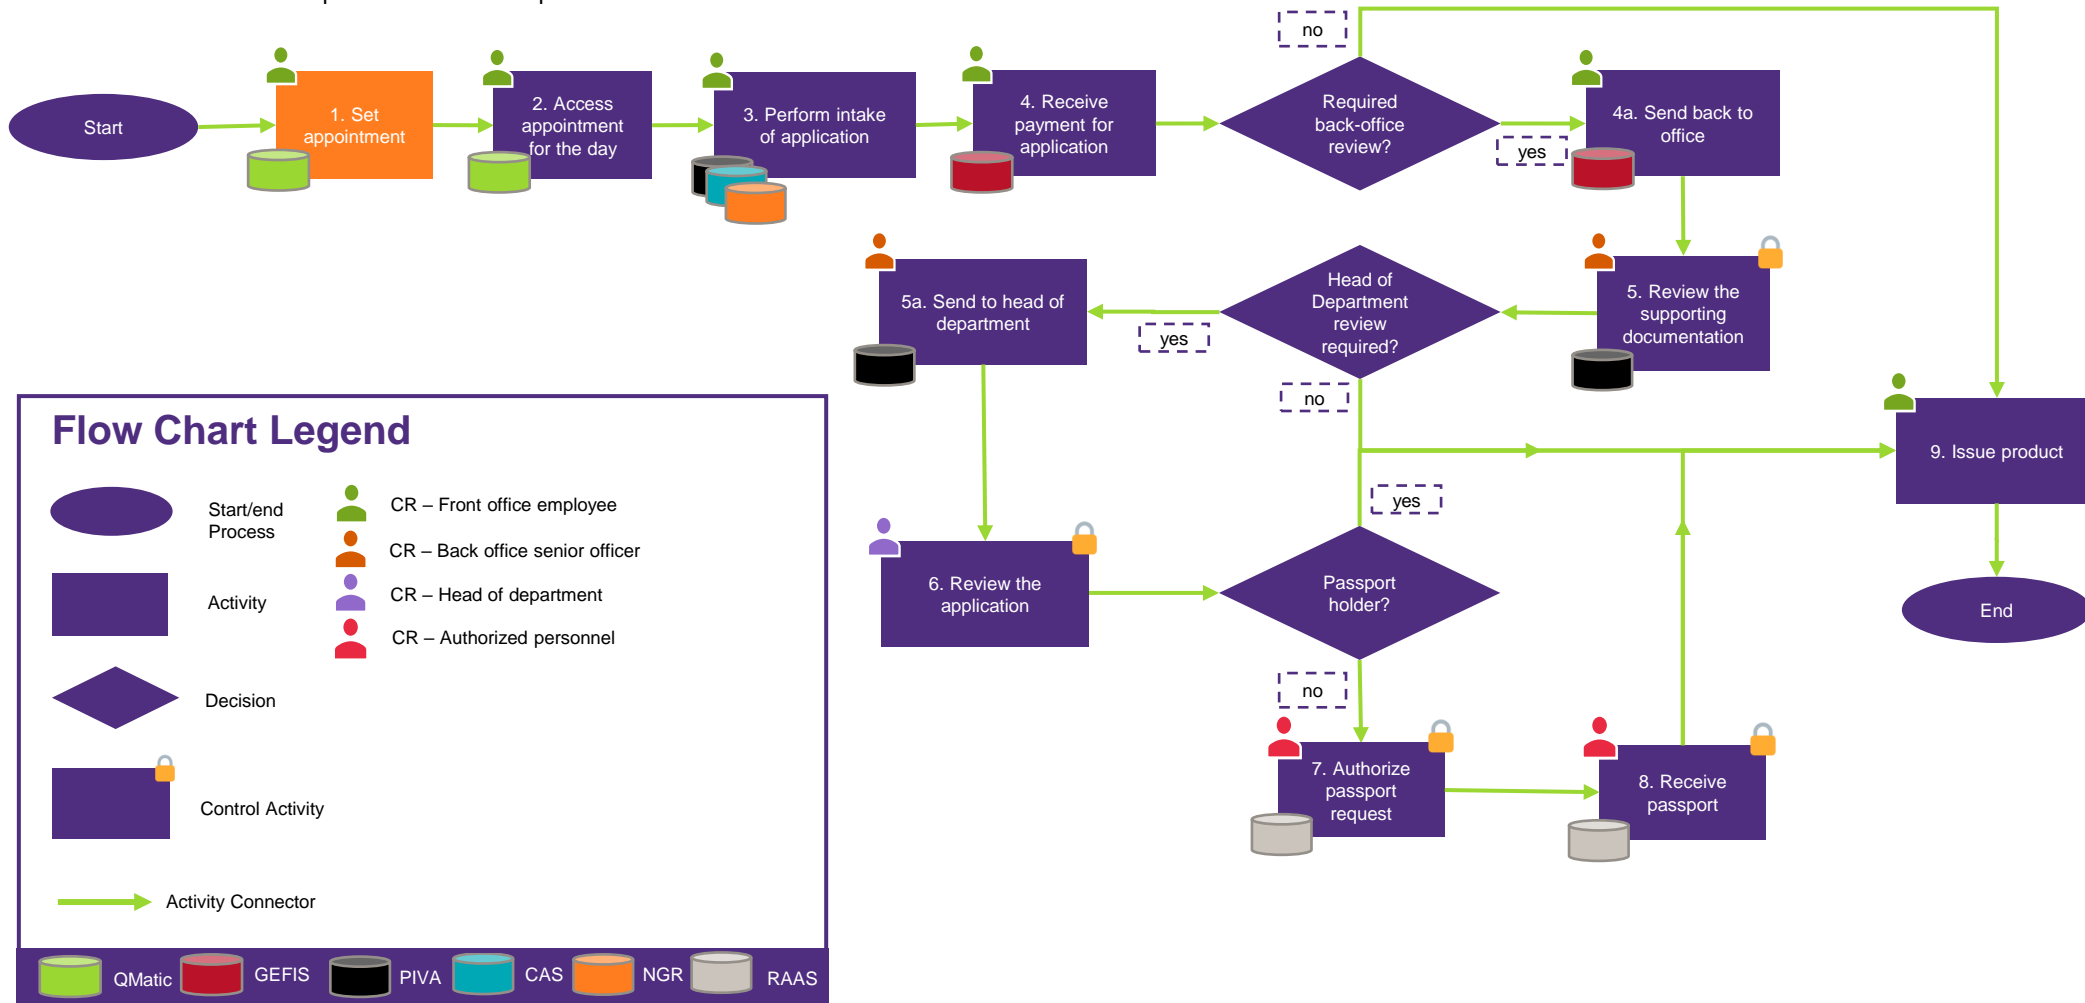 no
Start
1. Set
appointment
2. Access
appointment
for the day
3. Perform intake
of application
4. Receive
payment for
application
Required
back-office
review?
yes
4a. Send back to
office
5a. Send to head of
department
yes
Head of
Department
review
required?
5. Review the
supporting
documentation
no
9. Issue product
yes
6. Review the
application
Passport
holder?
End
no
7. Authorize
passport
request
8. Receive
passport
Flow Chart Legend
Start/end
Process
CR – Front office employee
CR – Back office senior officer
Activity
CR – Head of department
CR – Authorized personnel
Decision
Control Activity
Activity Connector
QMatic
GEFIS
PIVA
CAS
NGR
RAAS